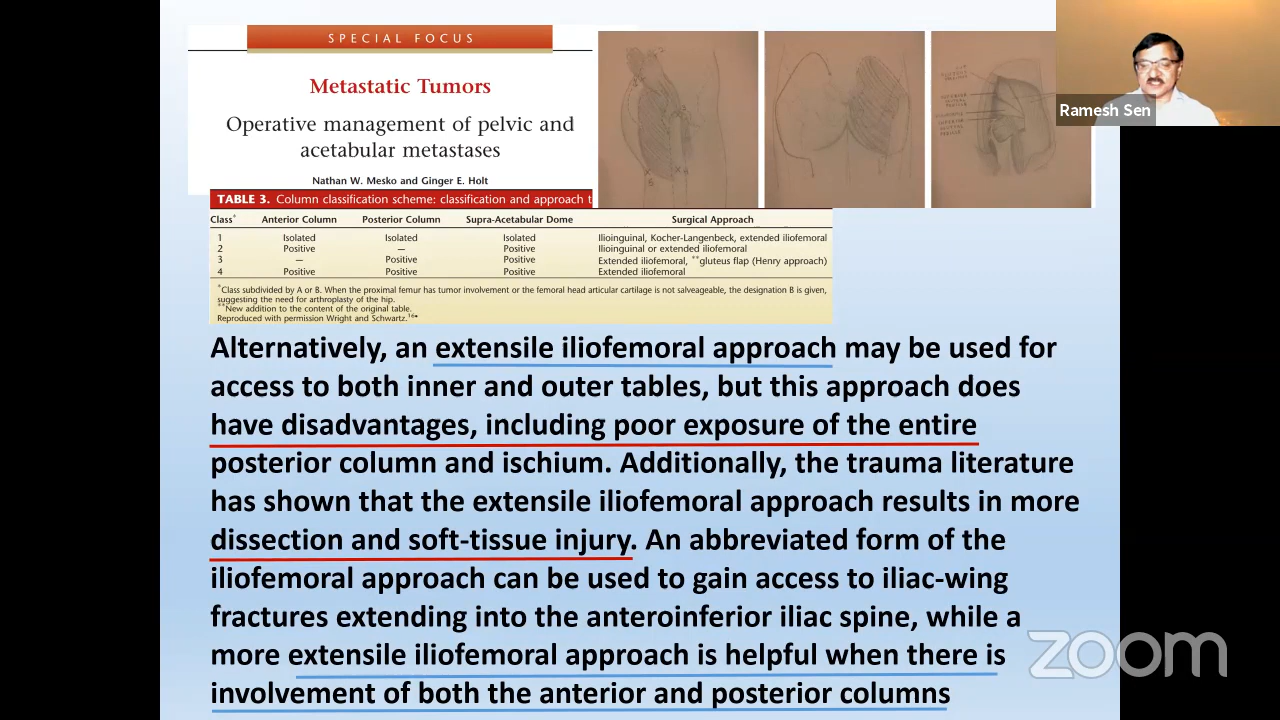 SPECIAL FOCUS
Metastatic Tumors
Operative management of pelvic and
acetabular metastases
Nathan W. Mesko and Ginger E. Holt
TABLE 3. Column classification scheme: classification and approach t
Class* Anterior Column Posterior Column Supra-Acetabular Dome Surgical Approach
1 Isolated Isolated Isolated Ilioinguinal, Kocher-Langenbeck, extended iliofemoral
2 Positive — Positive Ilioinguinal or extended iliofemoral
3 — Positive Positive Extended iliofemoral, **gluteus flap (Henry approach)
4 Positive Positive Positive Extended iliofemoral
*Class subdivided by A or B. When the proximal femur has tumor involvement or the femoral head articular cartilage is not salveageable, the designation B is given,
suggesting the need for arthroplasty of the hip.
**New addition to the content of the original table.
Reproduced with permission Wright and Schwartz.16•
Alternatively, an extensile iliofemoral approach may be used for
access to both inner and outer tables, but this approach does
have disadvantages, including poor exposure of the entire
posterior column and ischium. Additionally, the trauma literature
has shown that the extensile iliofemoral approach results in more
dissection and soft-tissue injury. An abbreviated form of the
iliofemoral approach can be used to gain access to iliac-wing
fractures extending into the anteroinferior iliac spine, while a
more extensile iliofemoral approach is helpful when there is
involvement of both the anterior and posterior columns
Ramesh Sen
zoom